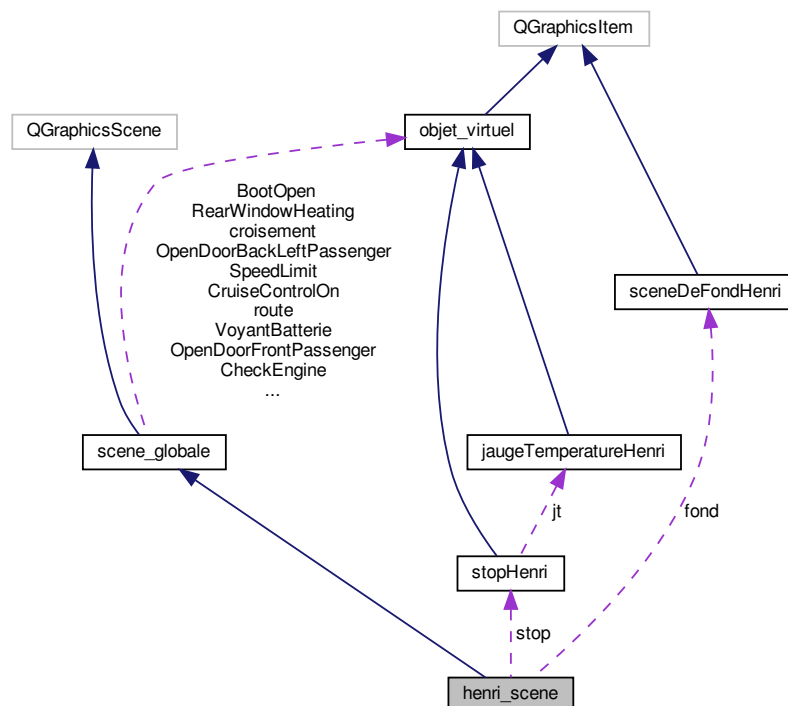 QGraphicsItem
QGraphicsScene
objet_virtuel
BootOpen
RearWindowHeating
croisement
OpenDoorBackLeftPassenger
SpeedLimit
CruiseControlOn
route
VoyantBatterie
OpenDoorFrontPassenger
CheckEngine
...
sceneDeFondHenri
scene_globale
jaugeTemperatureHenri
jt
fond
stopHenri
stop
henri_scene